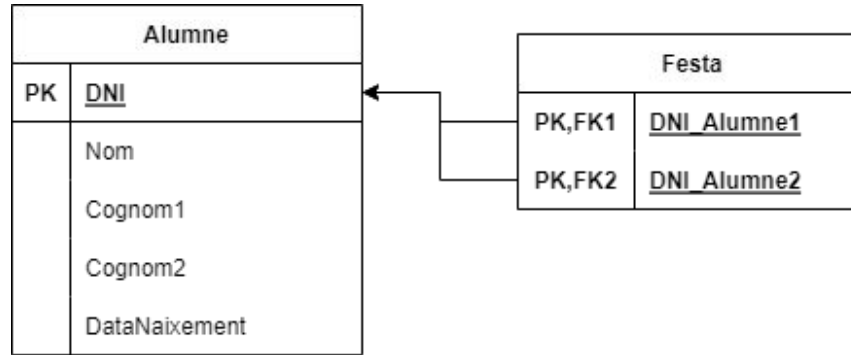 Alumne
PK DNI
Nom
Cognom1
Cognom2
DataNaixement
Festa
PK,FK1 DNI_Alumne1
PK,FK2 DNI_Alumne2